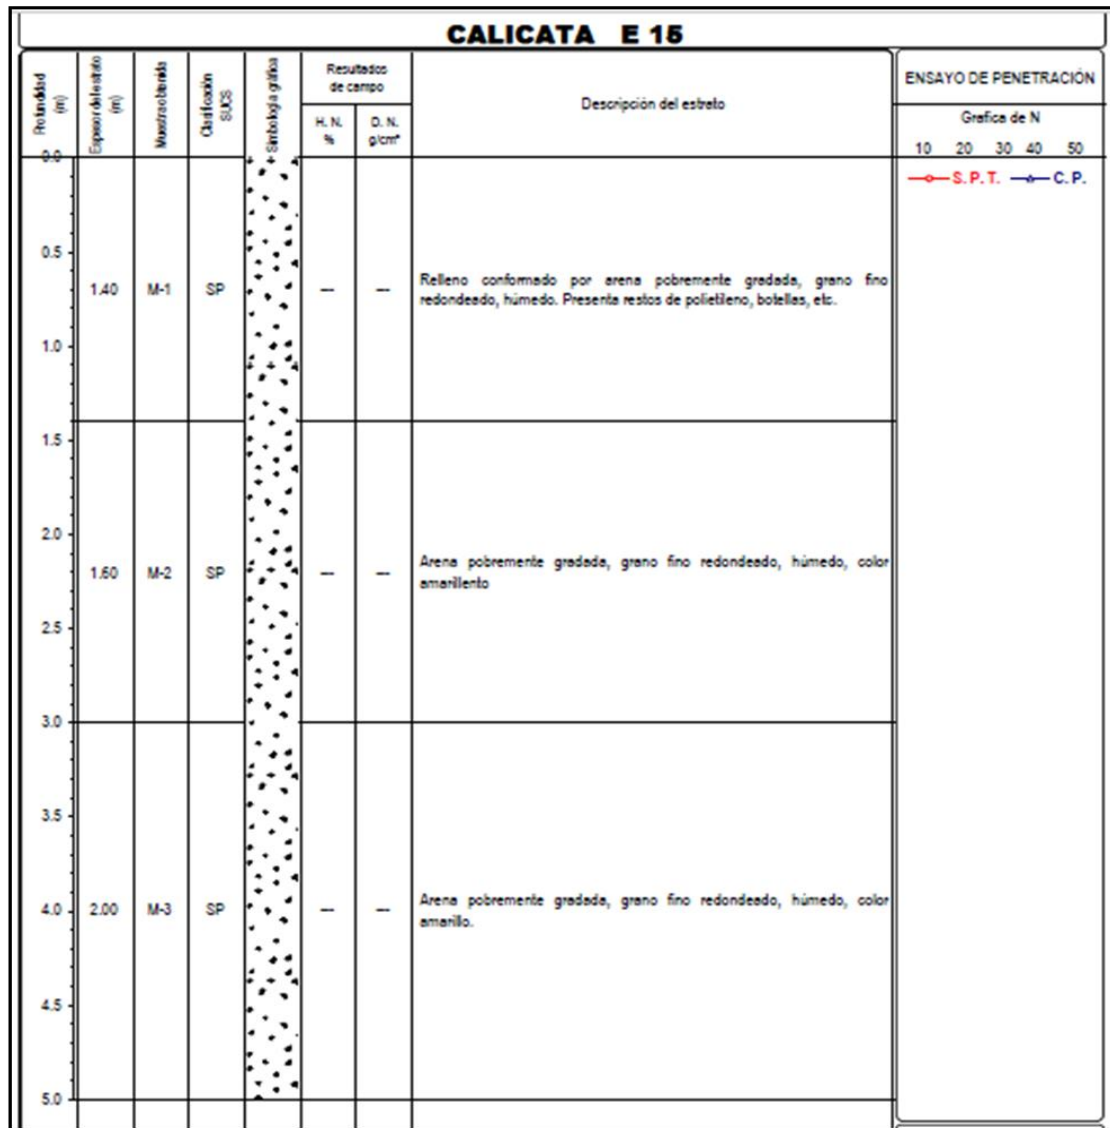 CALICATA E 15
Profundidad
(m)
Espesor del estrato
(m)
Muestra obtenida
Clasificación
SUCS
Simbología gráfica
Resultados
de campo
H. N.
%
D. N.
g/cm³
Descripción del estrato
ENSAYO DE PENETRACIÓN
Grafica de N
10 20 30 40 50
S. P. T. C. P.
0.0
0.5
1.40 M-1 SP --- ---
Relleno conformado por arena pobremente gradada, grano fino
redondeado, húmedo. Presenta restos de polietileno, botellas, etc.
1.0
1.5
2.0
1.60 M-2 SP --- ---
Arena pobremente gradada, grano fino redondeado, húmedo, color
amarillento
2.5
3.0
3.5
4.0
2.00 M-3 SP --- ---
Arena pobremente gradada, grano fino redondeado, húmedo, color
amarillo.
4.5
5.0